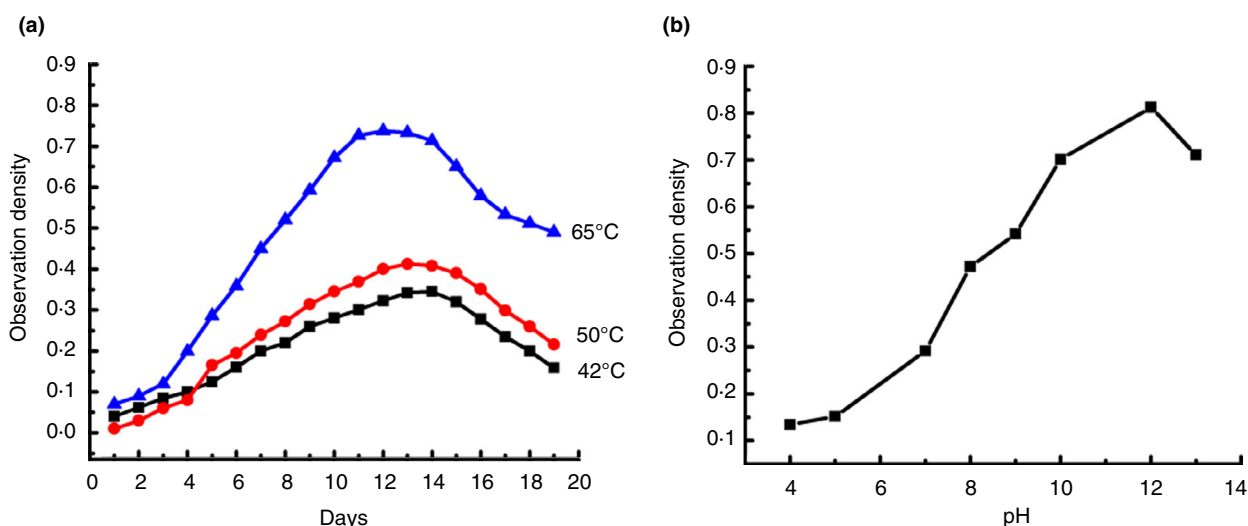 (a)
Observation density
0·9
0·8
0·7
0·6
0·5
0·4
0·3
0·2
0·1
0·0
65°C
50°C
42°C
0 2 4 6 8 10 12 14 16 18 20
Days
(b)
Observation density
0·9
0·8
0·7
0·6
0·5
0·4
0·3
0·2
0·1
4 6 8 10 12 14
pH